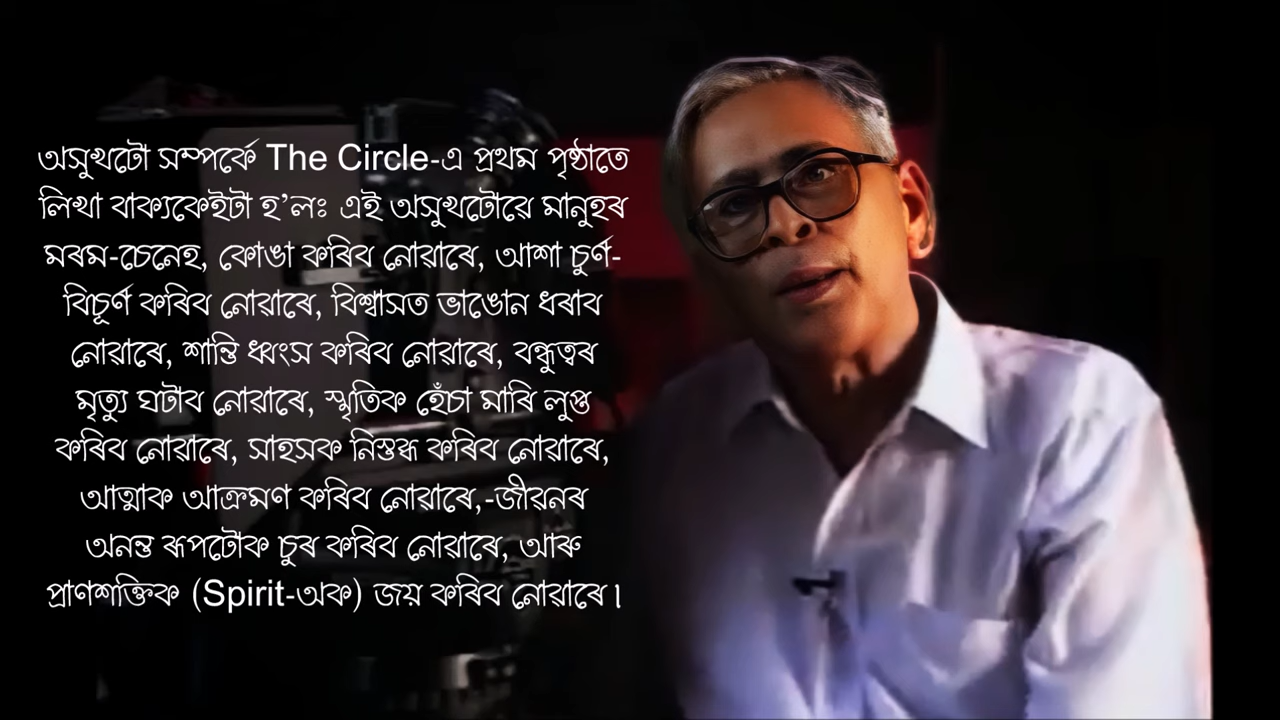 অসুখটো সম্পৰ্কে The Circle-এ প্ৰথম পৃষ্ঠাতে
লিখা বাক্যকেইটা হ’লঃ এই অসুখটোৱে মানুহৰ
মৰম-চেনেহ, কোঙা কৰিব নোৱাৰে, আশা চুৰ্ণ-
বিচূৰ্ণ কৰিব নোৱাৰে, বিশ্বাসত ভাঙোন ধৰাব
নোৱাৰে, শান্তি ধ্বংস কৰিব নোৱাৰে, বন্ধুত্বৰ
মৃত্যু ঘটাব নোৱাৰে, স্মৃতিক হেঁচা মাৰি লুপ্ত
কৰিব নোৱাৰে, সাহসক নিস্তব্ধ কৰিব নোৱাৰে,
আত্মাক আক্ৰমণ কৰিব নোৱাৰে,-জীৱনৰ
অনন্ত ৰূপটোক চুৰ কৰিব নোৱাৰে, আৰু
প্ৰাণশক্তিক (Spirit-অক) জয় কৰিব নোৱাৰে।